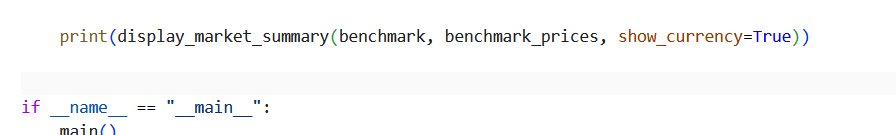 print(display_market_summary(benchmark, benchmark_prices, show_currency=True))
if __name__ == "__main__":
main()